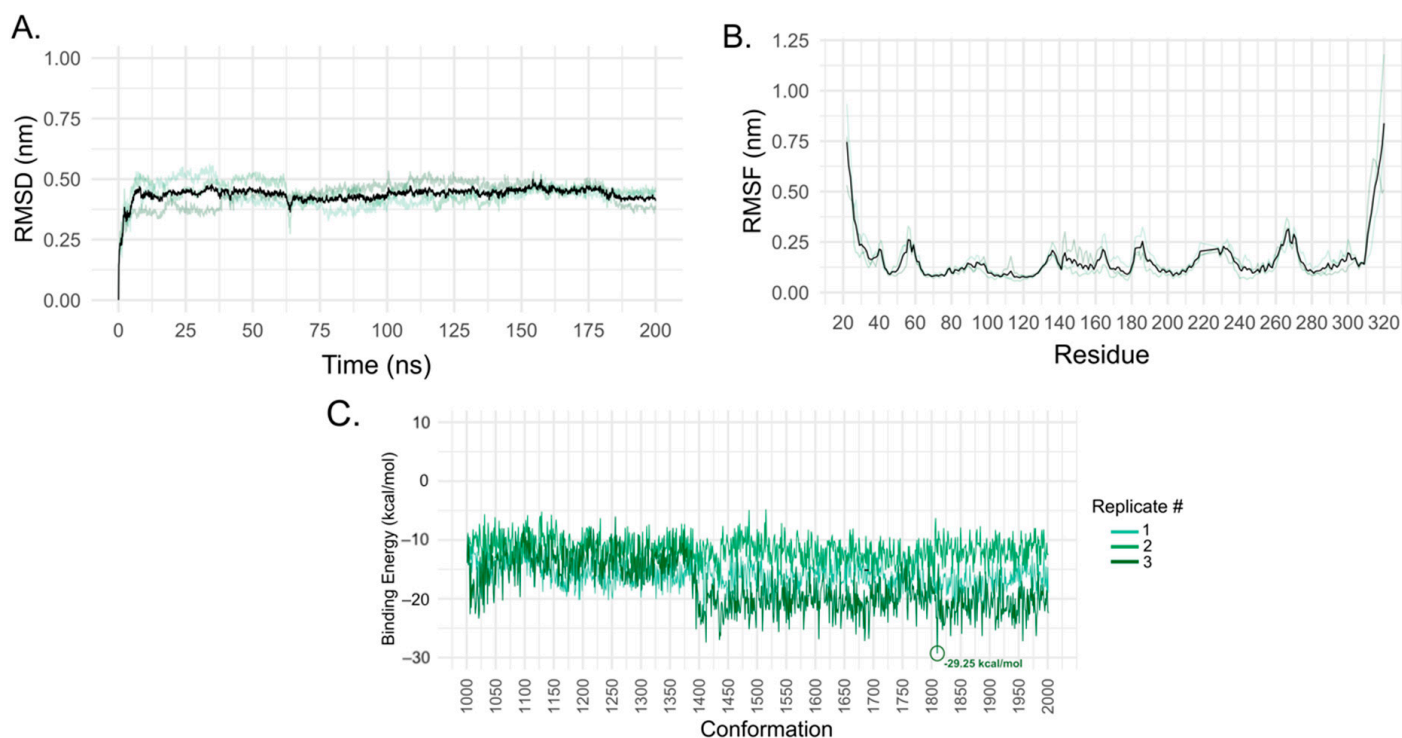 A.
1.00
0.75
0.50
0.25
0.00
RMSD (nm)
0 25 50 75 100 125 150 175 200
Time (ns)
B.
1.25
1.00
0.75
0.50
0.25
0.00
RMSF (nm)
20 40 60 80 100 120 140 160 180 200 220 240 260 280 300 320
Residue
C.
10
0
−10
−20
−30
Binding Energy (kcal/mol)
-29.25 kcal/mol
1000 1050 1100 1150 1200 1250 1300 1350 1400 1450 1500 1550 1600 1650 1700 1750 1800 1850 1900 1950 2000
Conformation
Replicate #
1
2
3